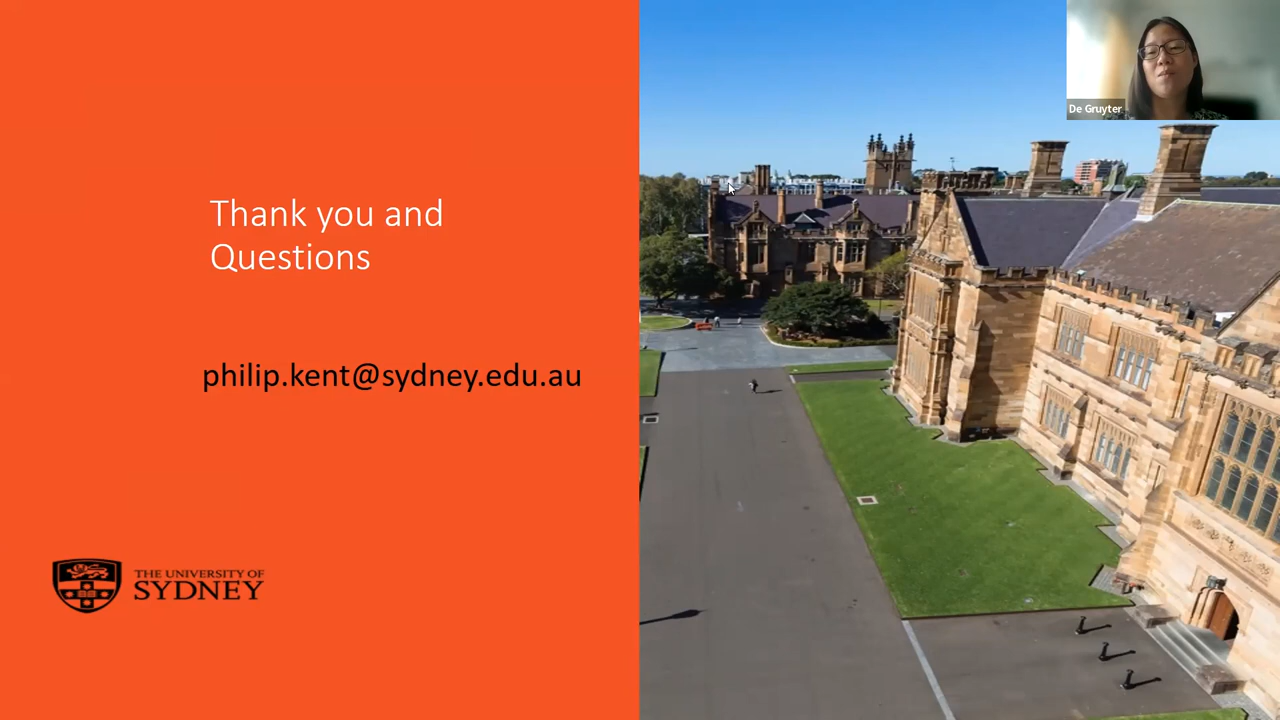 Thank you and
Questions
philip.kent@sydney.edu.au
THE UNIVERSITY OF
SYDNEY
De Gruyter